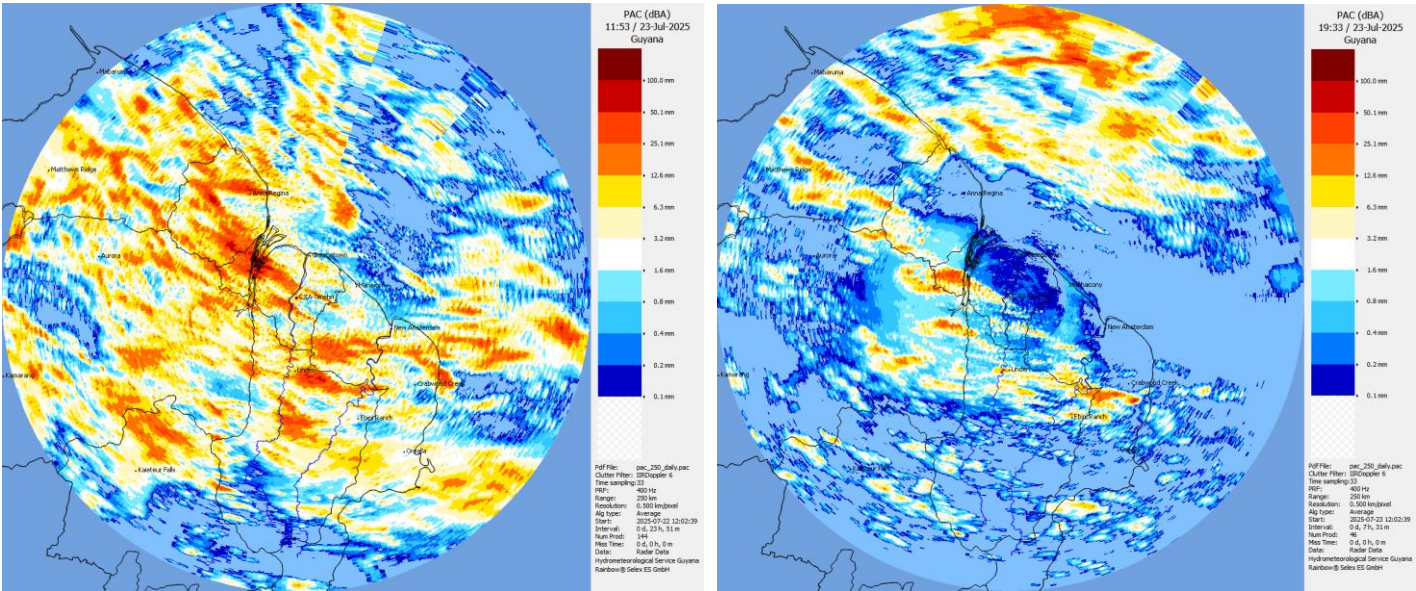 PAC (dBA)
11:53 / 23-Jul-2025
Guyana
100.0 mm
50.1 mm
25.1 mm
12.6 mm
6.3 mm
3.2 mm
1.6 mm
0.8 mm
0.4 mm
0.2 mm
0.1 mm
Pdf File: pac_250_daily.pac
Clutter Filter: IIRDoppler 6
Time sampling:33
PRF: 400 Hz
Range: 250 km
Resolution: 0.500 km/pixel
Alg type: Average
Start: 2025-07-22 12:02:39
Interval: 0 d, 23 h, 51 m
Num Prod: 144
Miss Time: 0 d, 0 h, 0 m
Data: Radar Data
Hydrometeorological Service Guyana
Rainbow® Selex ES GmbH
Mabaruma
Matthews Ridge
Anna Regina
Aurora
Georgetown
New Amsterdam
Kamarang
Linden
Crabwood Creek
Ebini Ranch
Orealla
Kaieteur Falls
PAC (dBA)
19:33 / 23-Jul-2025
Guyana
100.0 mm
50.1 mm
25.1 mm
12.6 mm
6.3 mm
3.2 mm
1.6 mm
0.8 mm
0.4 mm
0.2 mm
0.1 mm
Pdf File: pac_250_daily.pac
Clutter Filter: IIRDoppler 6
Time sampling:33
PRF: 400 Hz
Range: 250 km
Resolution: 0.500 km/pixel
Alg type: Average
Start: 2025-07-23 12:02:39
Interval: 0 d, 7 h, 31 m
Num Prod: 46
Miss Time: 0 d, 0 h, 0 m
Data: Radar Data
Hydrometeorological Service Guyana
Rainbow® Selex ES GmbH
Mabaruma
Matthews Ridge
Anna Regina
Aurora
Mahaicony
New Amsterdam
Kamarang
Linden
Crabwood Creek
Ebini Ranch
Kaieteur Falls